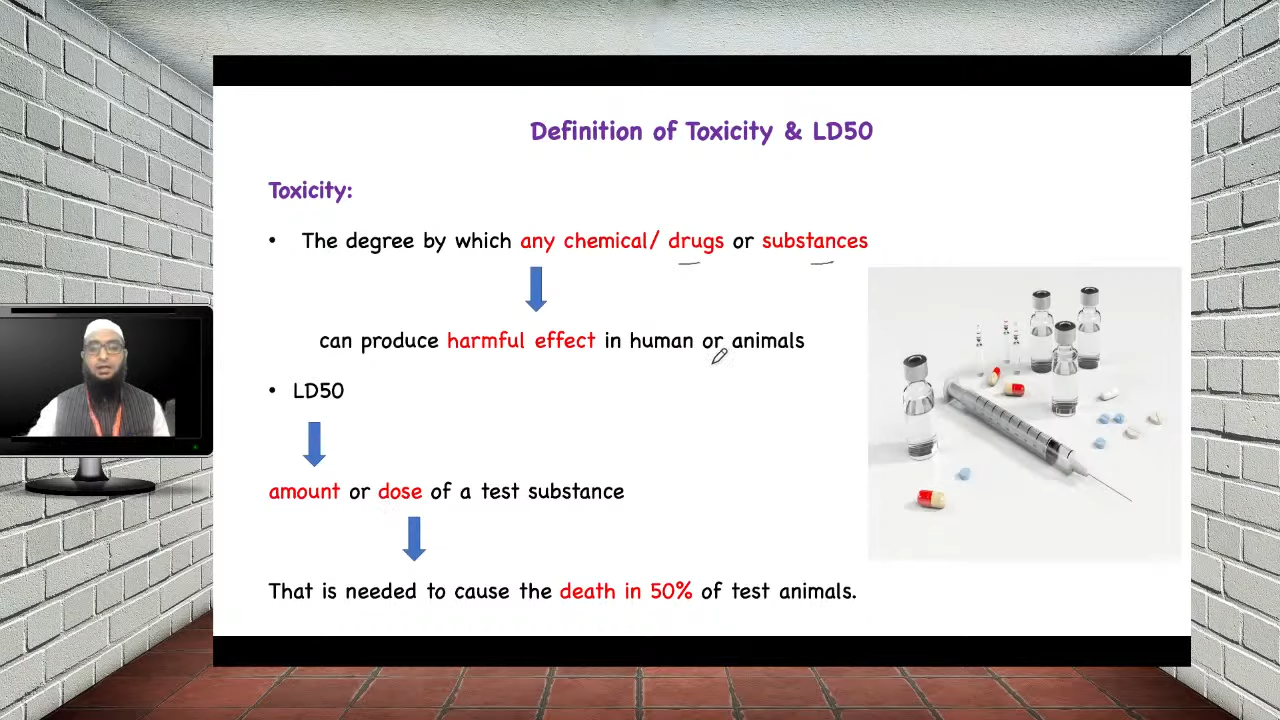 Definition of Toxicity & LD50
Toxicity:
• The degree by which any chemical/ drugs or substances
can produce harmful effect in human or animals
• LD50
amount or dose of a test substance
That is needed to cause the death in 50% of test animals.